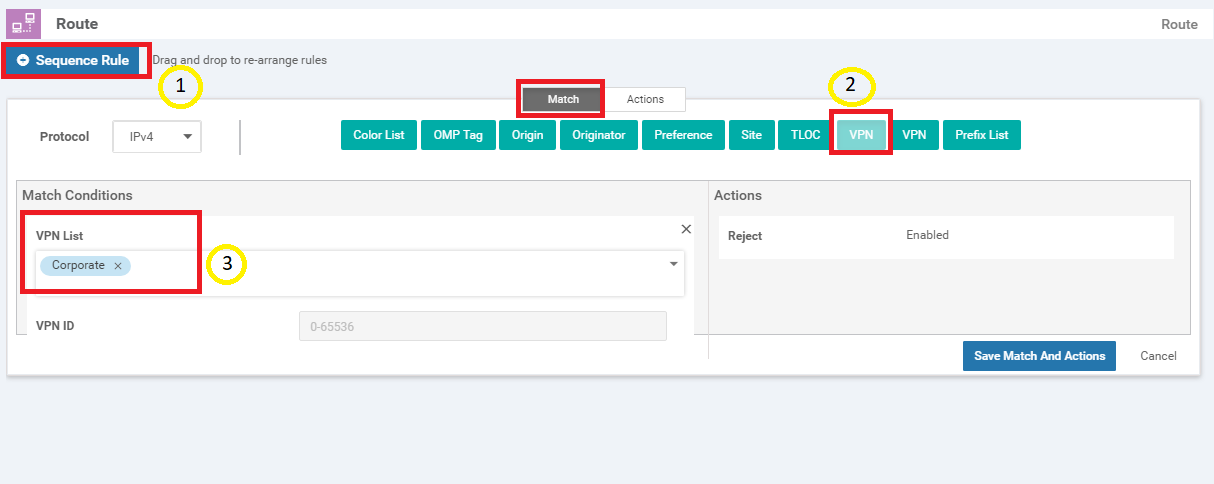 Route
Route
Sequence Rule
Drag and drop to re-arrange rules
1
2
Match
Actions
Protocol
IPv4
Color List
OMP Tag
Origin
Originator
Preference
Site
TLOC
VPN
VPN
Prefix List
Match Conditions
Actions
VPN List
Corporate
3
Reject
Enabled
VPN ID
0-65536
Save Match And Actions
Cancel